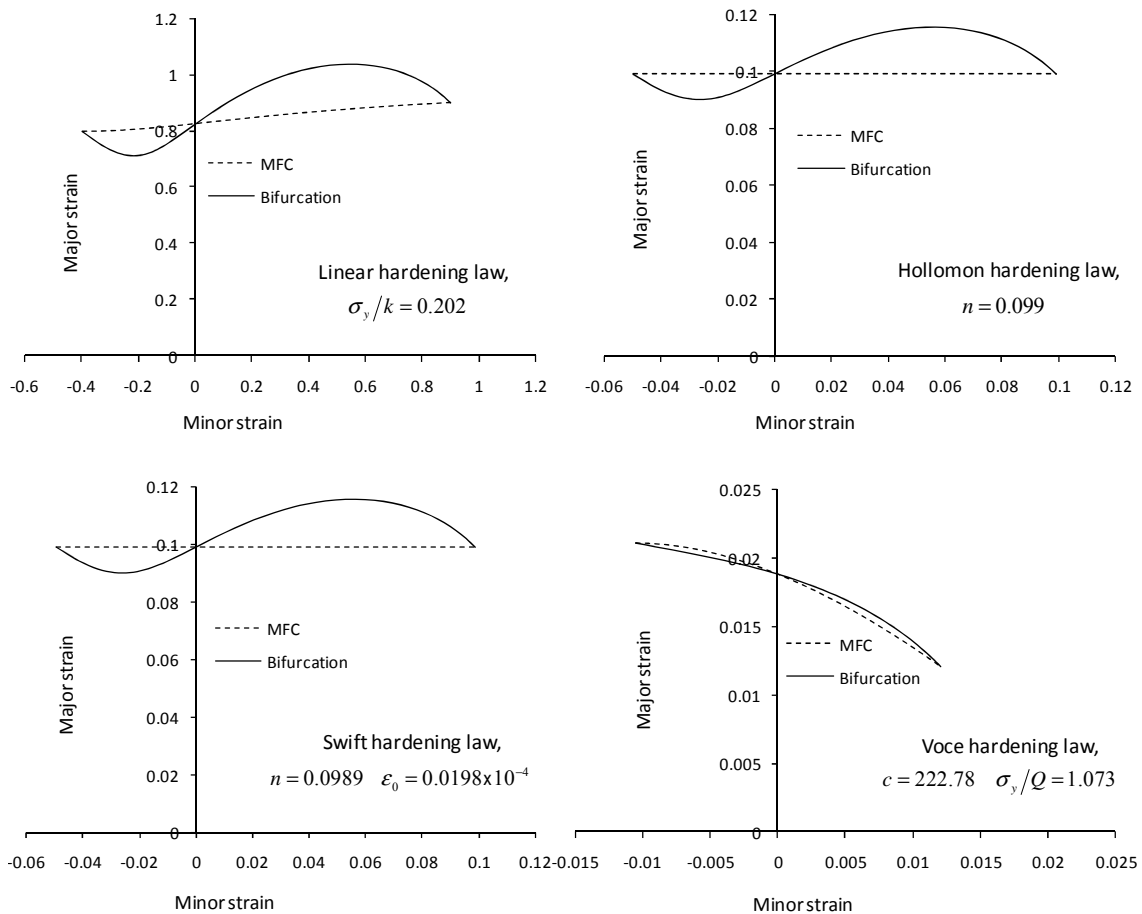 1.2
1
0.8
0.6
0.4
0.2
0
-0.6 -0.4 -0.2 0 0.2 0.4 0.6 0.8 1 1.2
Major strain
Minor strain
MFC
Bifurcation
Linear hardening law,
σy/k = 0.202
0.12
0.1
0.08
0.06
0.04
0.02
0
-0.06 -0.04 -0.02 0 0.02 0.04 0.06 0.08 0.1 0.12
Major strain
Minor strain
MFC
Bifurcation
Hollomon hardening law,
n = 0.099
0.12
0.1
0.08
0.06
0.04
0.02
0
-0.06 -0.04 -0.02 0 0.02 0.04 0.06 0.08 0.1 0.12
Major strain
Minor strain
MFC
Bifurcation
Swift hardening law,
n = 0.0989 ε0 = 0.0198x10⁻⁴
0.025
0.02
0.015
0.01
0.005
0
-0.015 -0.01 -0.005 0 0.005 0.01 0.015 0.02 0.025
Major strain
Minor strain
MFC
Bifurcation
Voce hardening law,
c = 222.78 σy/Q = 1.073